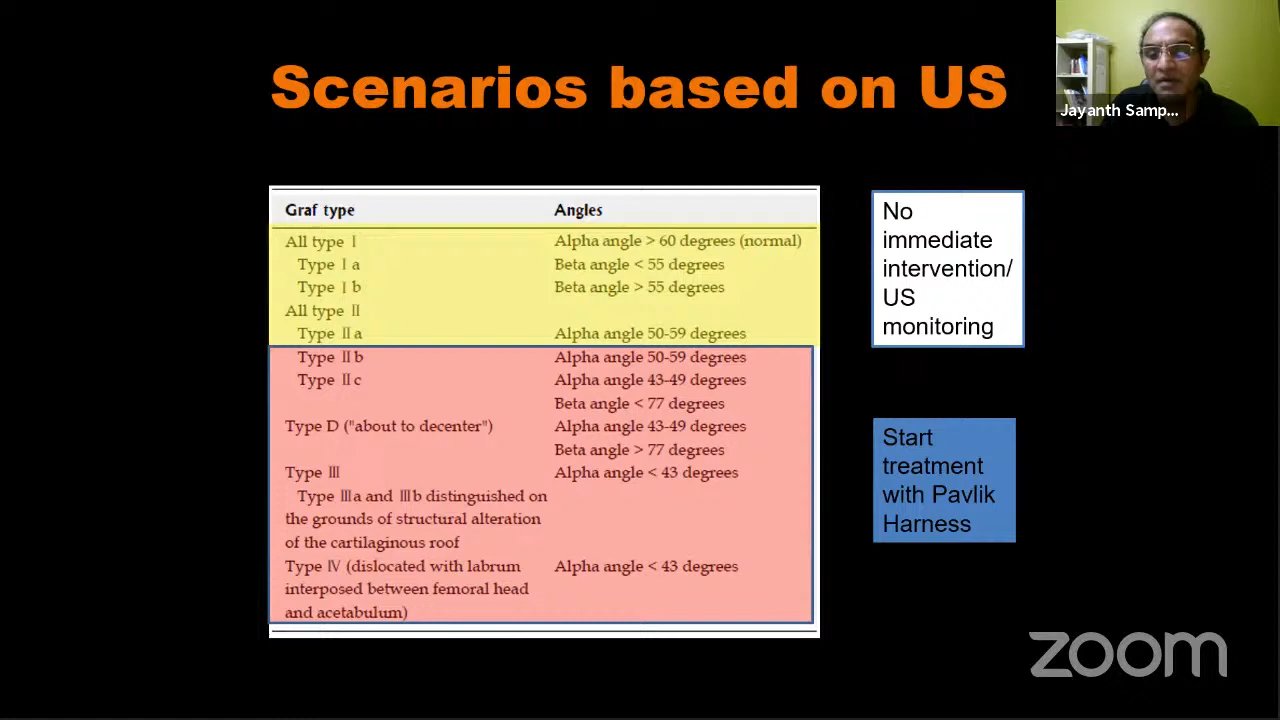 Scenarios based on US
Jayanth Samp...
Graf type Angles
All type Ⅰ Alpha angle > 60 degrees (normal)
Type Ⅰa Beta angle < 55 degrees
Type Ⅰb Beta angle > 55 degrees
All type Ⅱ
Type Ⅱa Alpha angle 50-59 degrees
Type Ⅱb Alpha angle 50-59 degrees
Type Ⅱc Alpha angle 43-49 degrees
Beta angle < 77 degrees
Type D ("about to decenter") Alpha angle 43-49 degrees
Beta angle > 77 degrees
Type Ⅲ Alpha angle < 43 degrees
Type Ⅲa and Ⅲb distinguished on
the grounds of structural alteration
of the cartilaginous roof
Type Ⅳ (dislocated with labrum Alpha angle < 43 degrees
interposed between femoral head
and acetabulum)
No
immediate
intervention/
US
monitoring
Start
treatment
with Pavlik
Harness
zoom